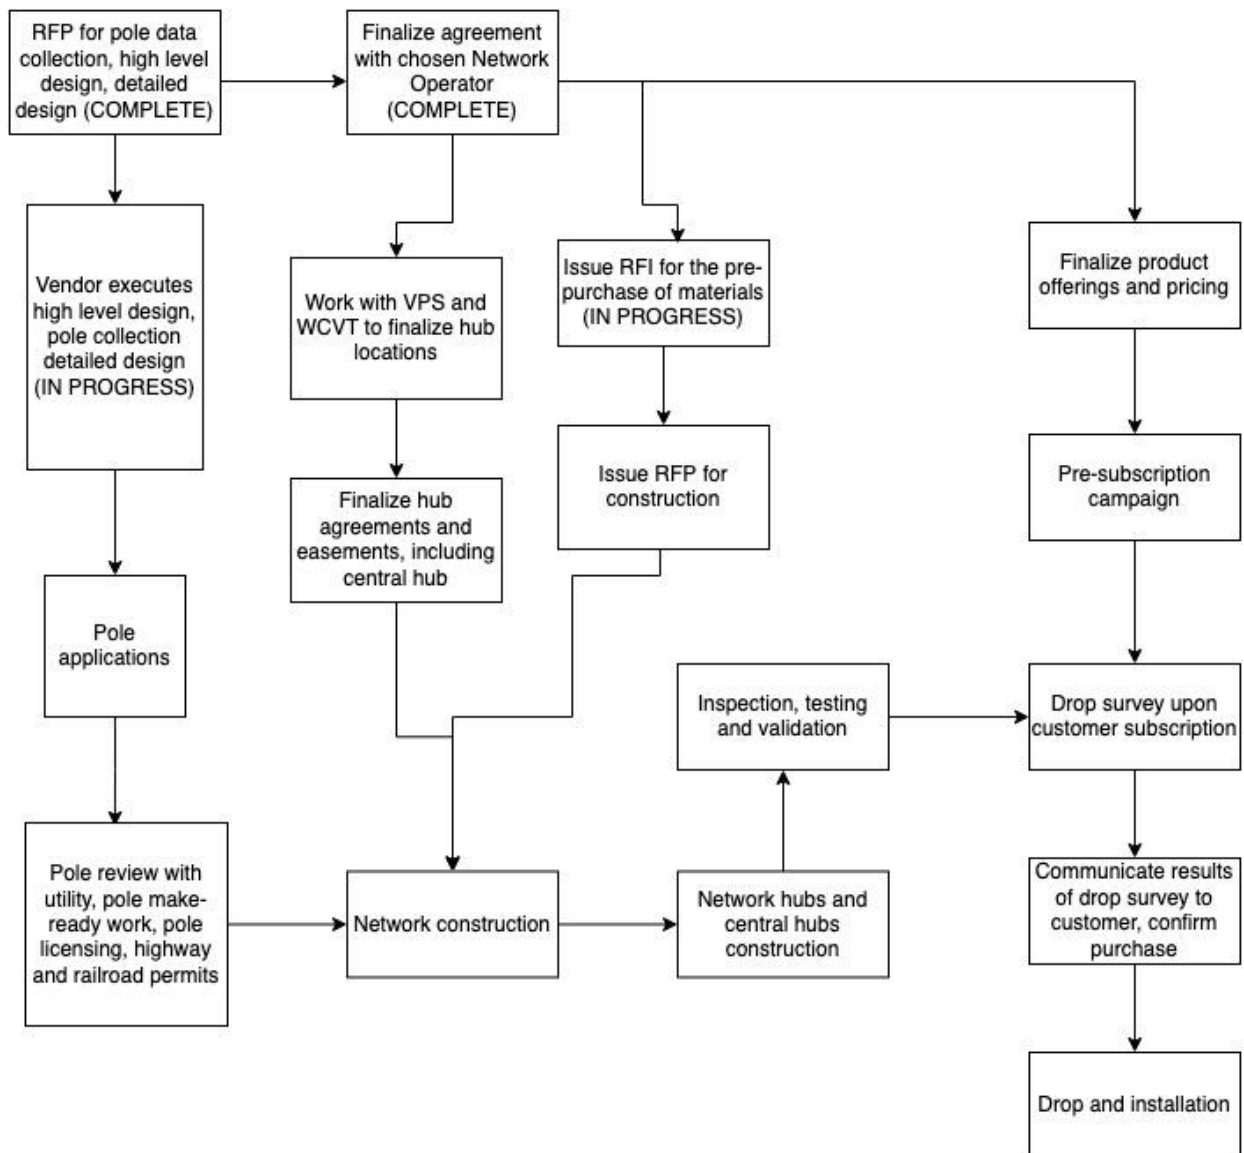 RFP for pole data
collection, high level
design, detailed
design (COMPLETE)
Finalize agreement
with chosen Network
Operator
(COMPLETE)
Vendor executes
high level design,
pole collection
detailed design
(IN PROGRESS)
Work with VPS and
WCVT to finalize hub
locations
Issue RFI for the pre-
purchase of materials
(IN PROGRESS)
Finalize product
offerings and pricing
Finalize hub
agreements and
easements, including
central hub
Issue RFP for
construction
Pre-subscription
campaign
Pole
applications
Inspection, testing
and validation
Drop survey upon
customer subscription
Pole review with
utility, pole make-
ready work, pole
licensing, highway
and railroad permits
Network construction
Network hubs and
central hubs
construction
Communicate results
of drop survey to
customer, confirm
purchase
Drop and installation